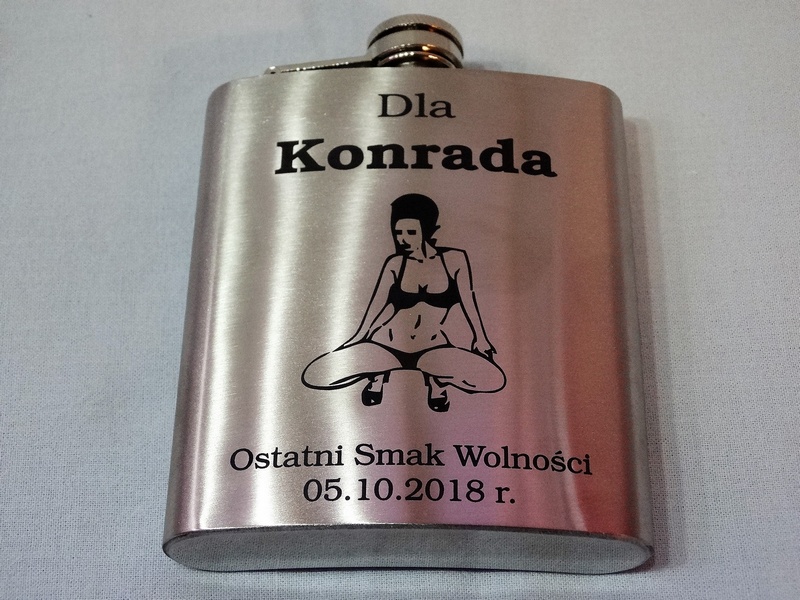 Dla
Konrada
Ostatni Smak Wolności
05.10.2018 r.